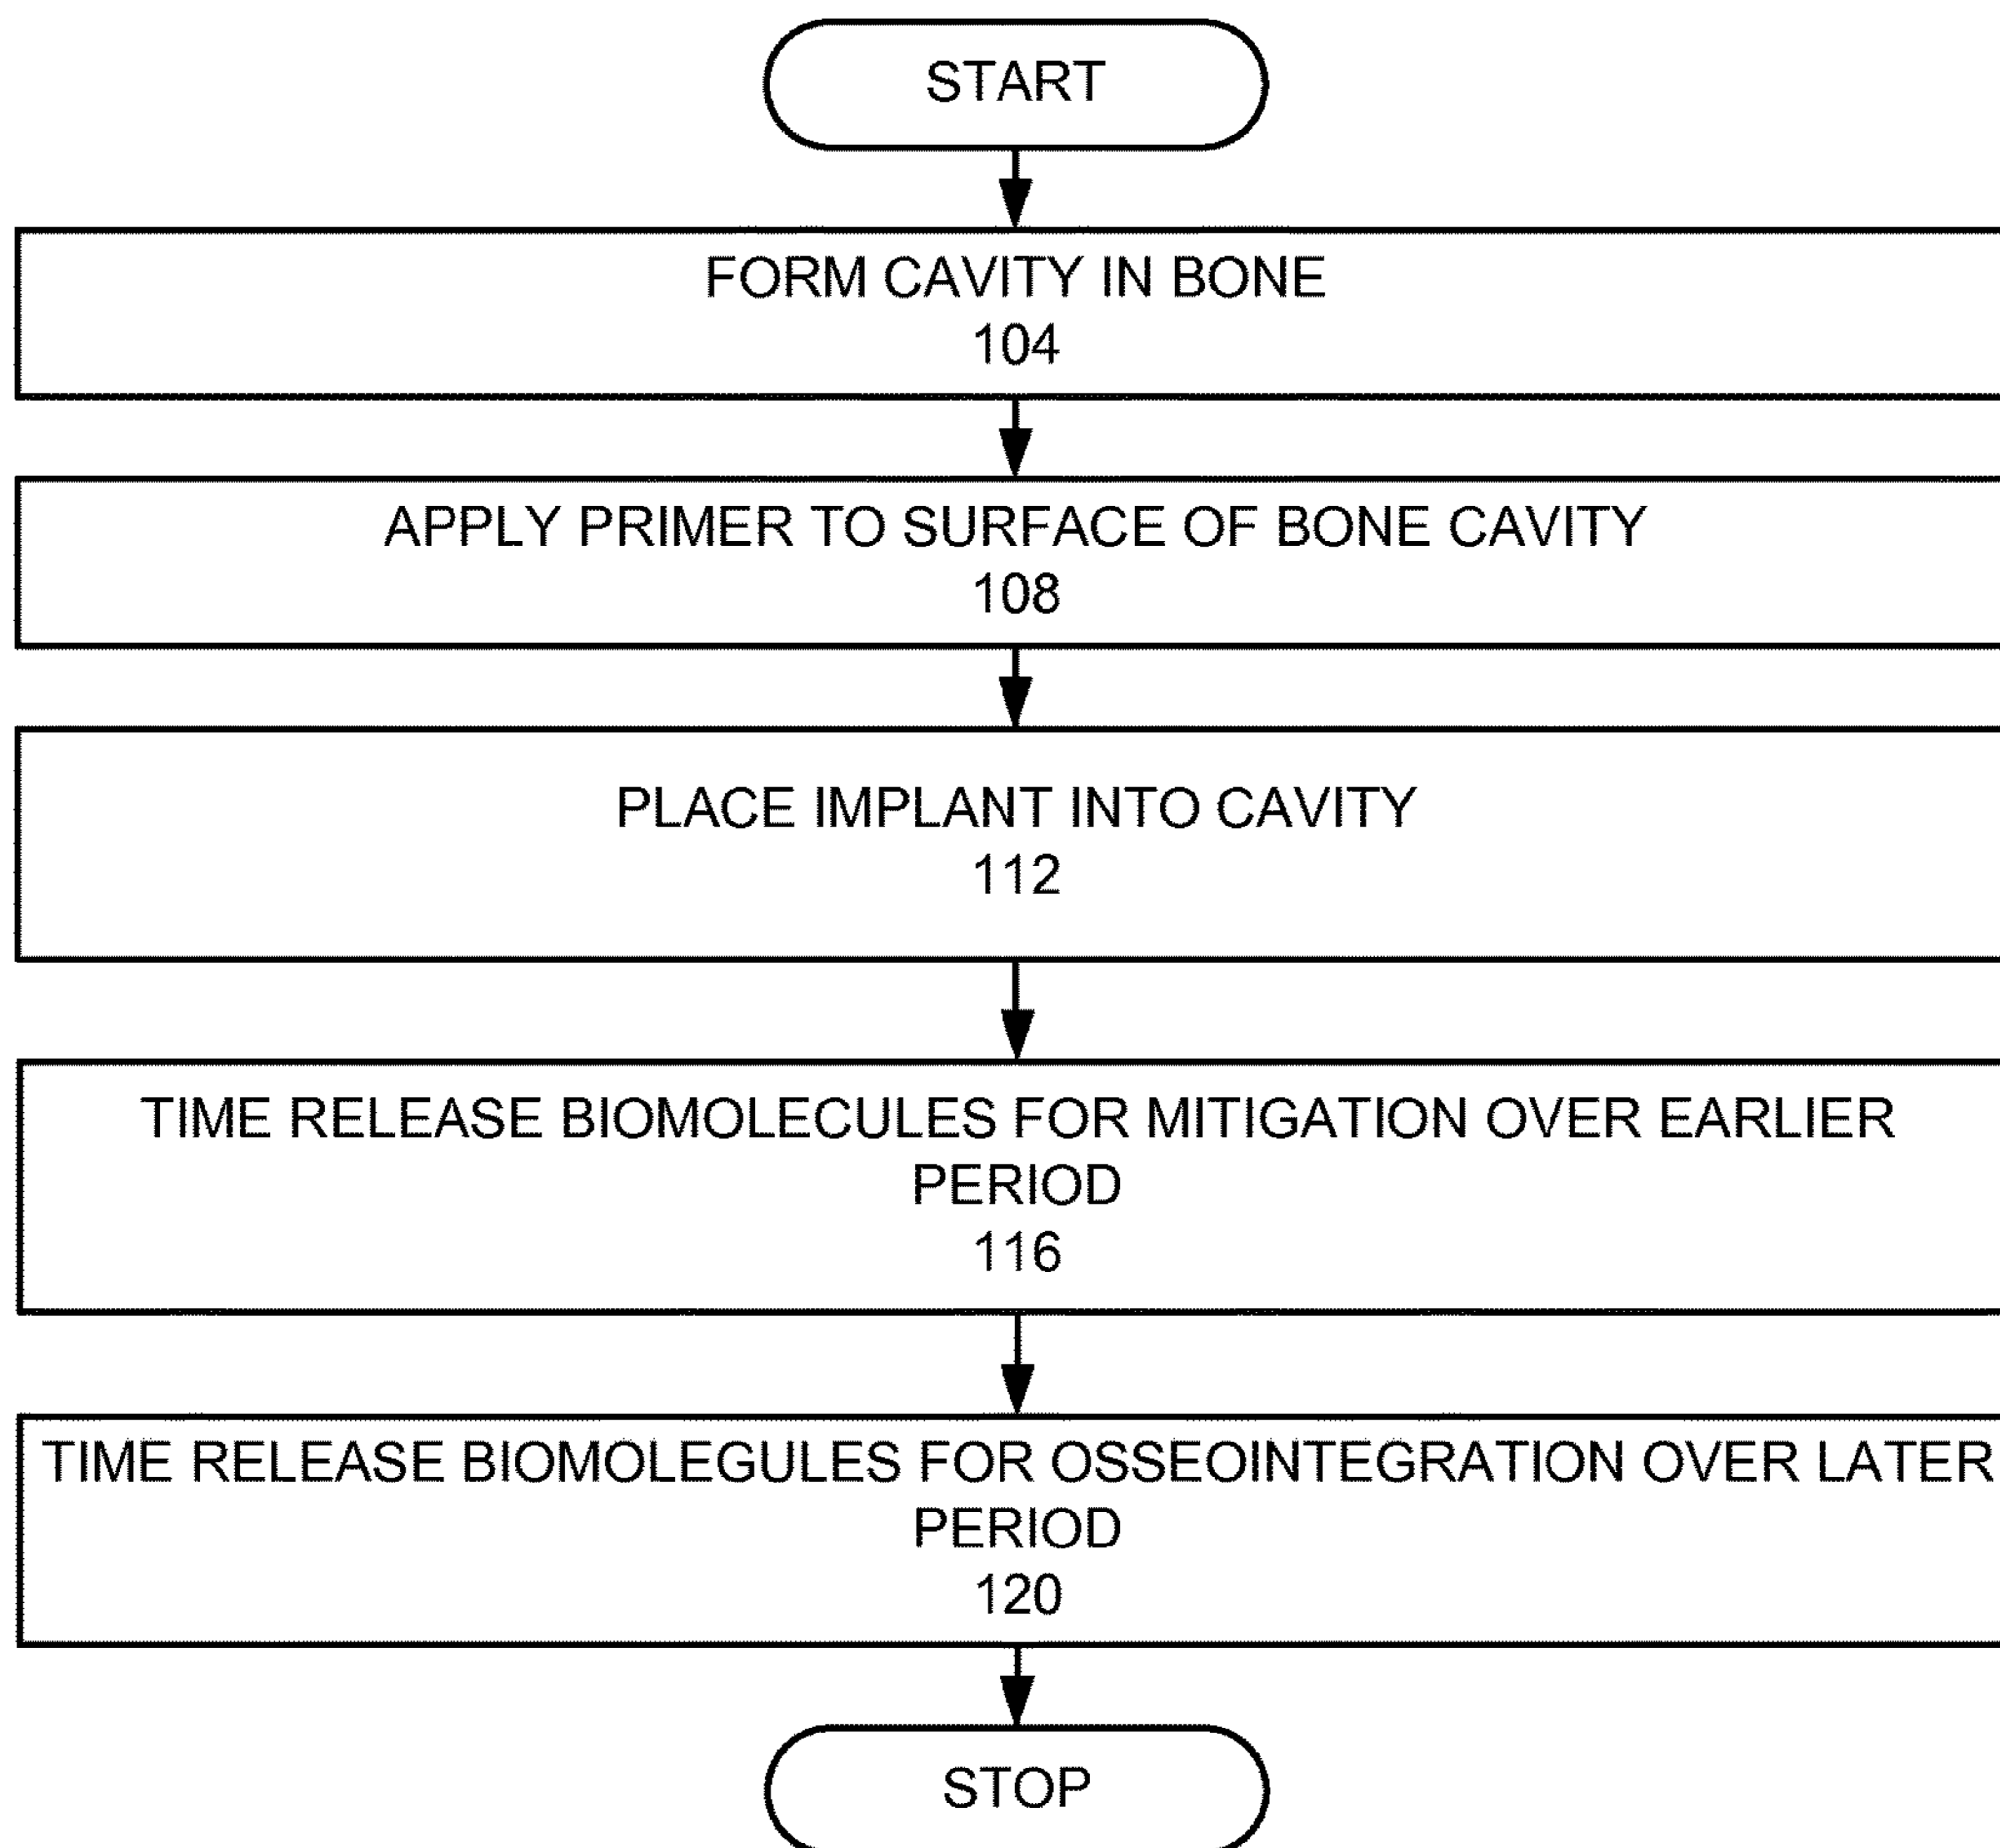 START
FORM CAVITY IN BONE
104
APPLY PRIMER TO SURFACE OF BONE CAVITY
108
PLACE IMPLANT INTO CAVITY
112
TIME RELEASE BIOMOLECULES FOR MITIGATION OVER EARLIER
PERIOD
116
TIME RELEASE BIOMOLEGULES FOR OSSEOINTEGRATION OVER LATER
PERIOD
120
STOP